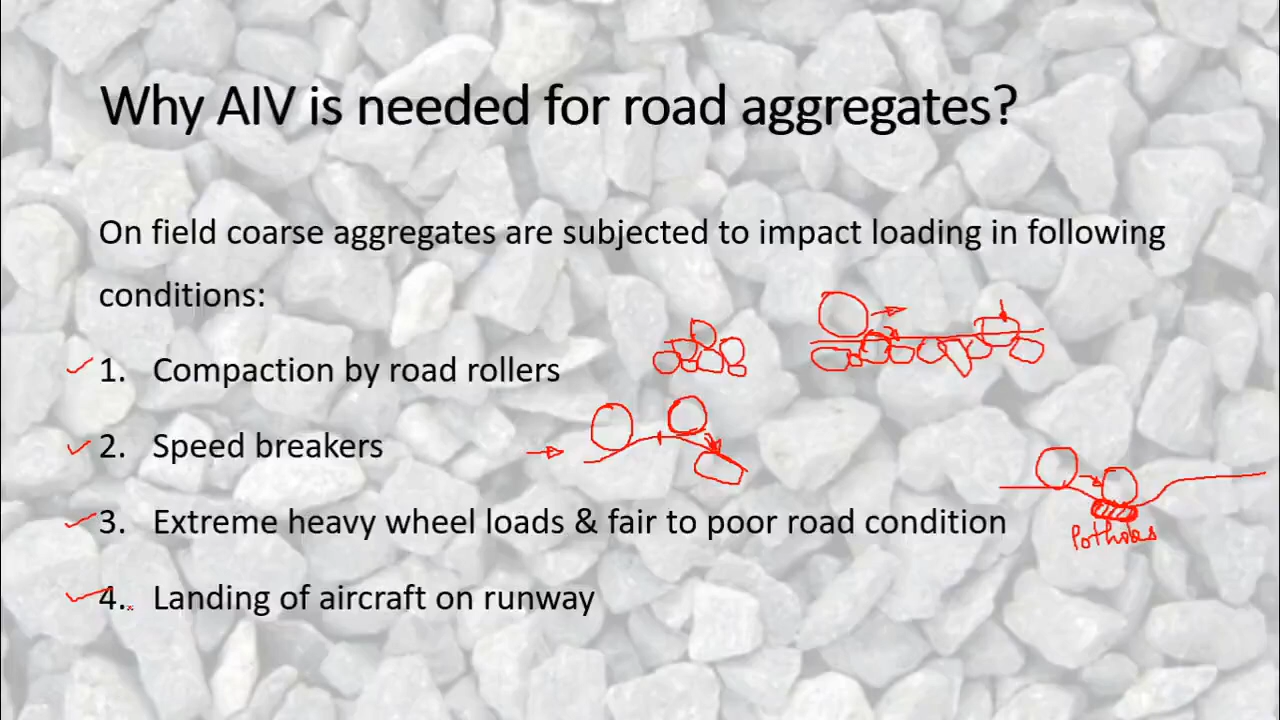 Why AIV is needed for road aggregates?
On field coarse aggregates are subjected to impact loading in following
conditions:
1. Compaction by road rollers
2. Speed breakers
3. Extreme heavy wheel loads & fair to poor road condition
Potholes
4. Landing of aircraft on runway